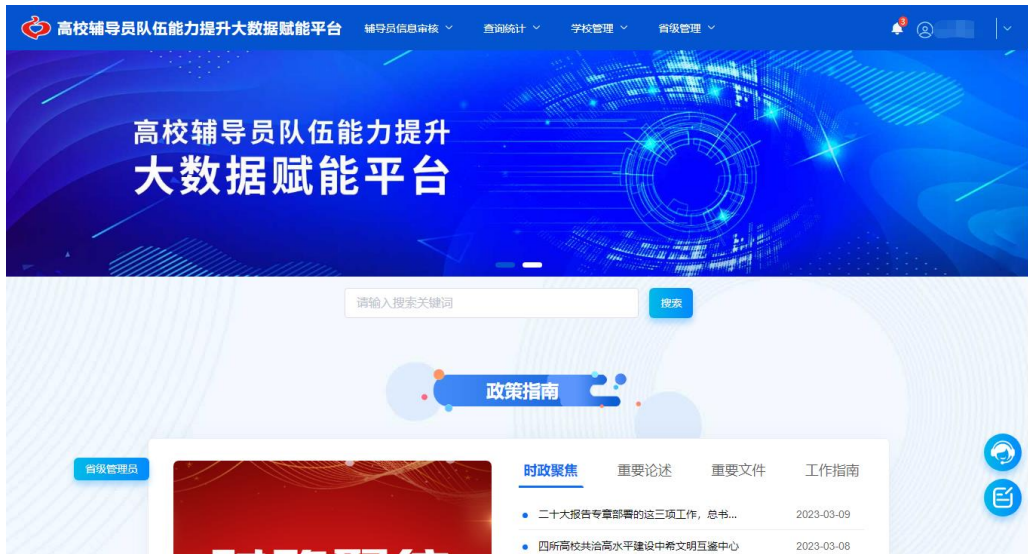 高校辅导员队伍能力提升大数据赋能平台 辅导员信息审核 查询统计 学校管理 省级管理 3
高校辅导员队伍能力提升
大数据赋能平台
请输入搜索关键词 搜索
政策指南
省级管理员
时政聚焦 重要论述 重要文件 工作指南
二十大报告专章部署的这三项工作，总书... 2023-03-09
四所高校共治高水平建设中希文明互鉴中心 2023-03-08